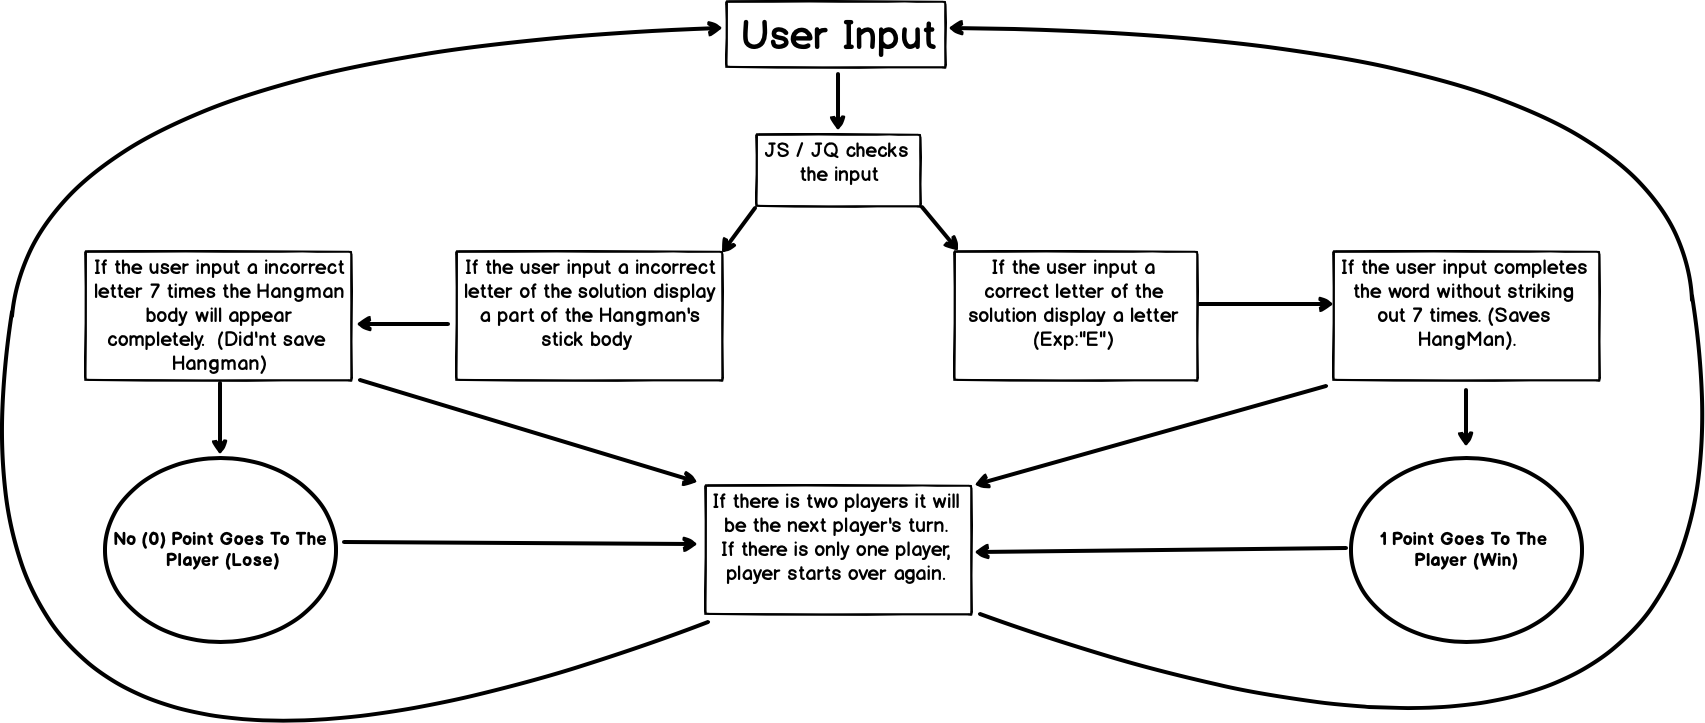 User Input
JS / JQ checks
the input
If the user input a incorrect
letter 7 times the Hangman
body will appear
completely. (Did'nt save
Hangman)
If the user input a incorrect
letter of the solution display
a part of the Hangman's
stick body
If the user input a
correct letter of the
solution display a letter
(Exp:"E")
If the user input completes
the word without striking
out 7 times. (Saves
HangMan).
No (0) Point Goes To The
Player (Lose)
If there is two players it will
be the next player's turn.
If there is only one player,
player starts over again.
1 Point Goes To The
Player (Win)